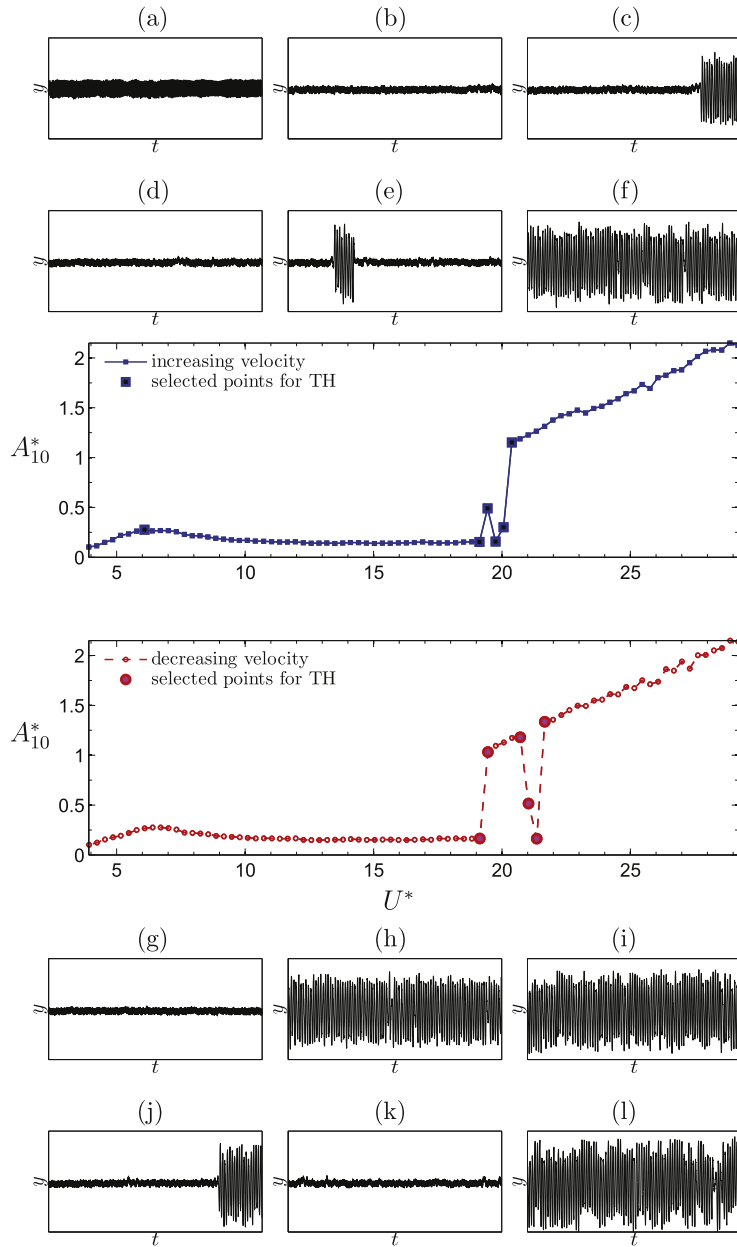 (a) (b) (c)
y y y
t t t
(d) (e) (f)
y y y
t t t
2
1.5
1
0.5
0
A*10
increasing velocity
selected points for TH
5 10 15 20 25
2
1.5
1
0.5
0
A*10
decreasing velocity
selected points for TH
5 10 15 20 25
U*
(g) (h) (i)
y y y
t t t
(j) (k) (l)
y y y
t t t